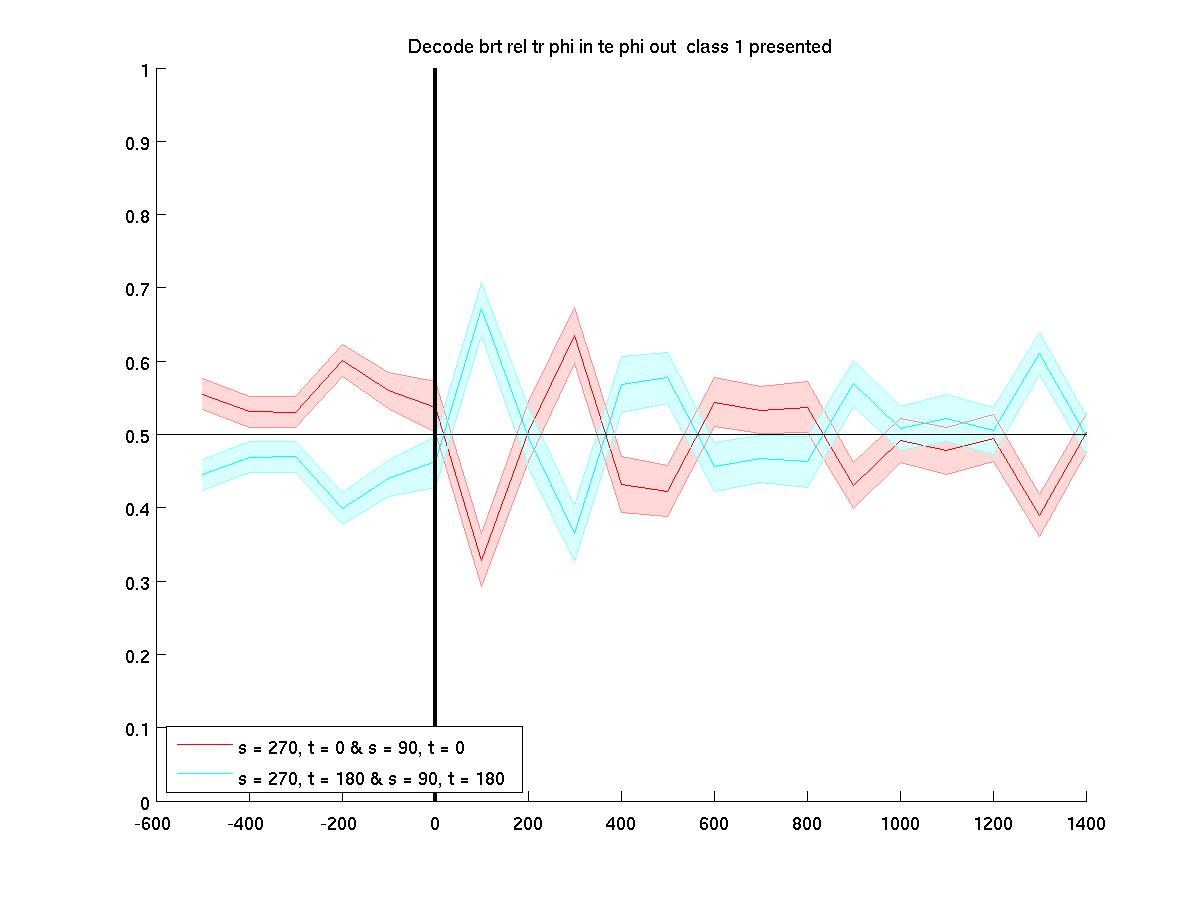 Decode brt rel tr phi in te phi out  class 1 presented
1
0.9
0.8
0.7
0.6
0.5
0.4
0.3
0.2
0.1
0
s = 270, t = 0 & s = 90, t = 0
s = 270, t = 180 & s = 90, t = 180
-600 -400 -200 0 200 400 600 800 1000 1200 1400